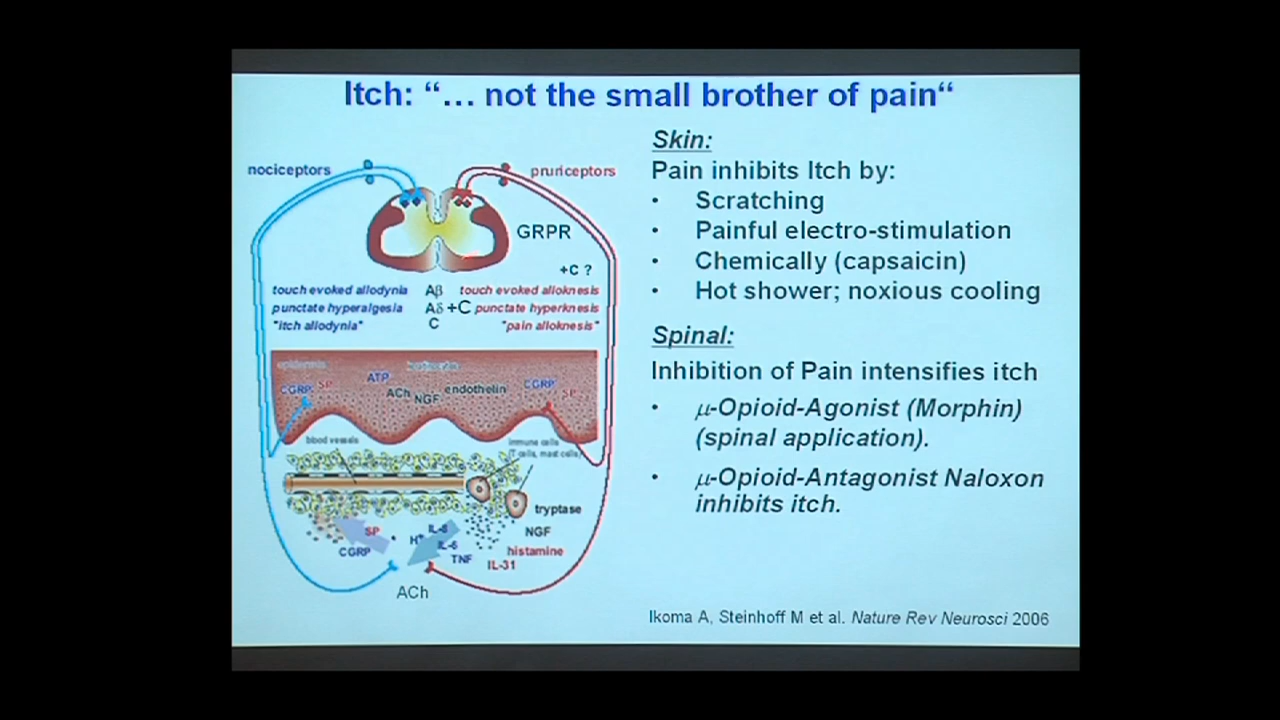 Itch: “… not the small brother of pain“
nociceptors
pruriceptors
GRPR
+C ?
touch evoked allodynia Aβ touch evoked alloknesis
punctate hyperalgesia Aδ +C punctate hyperknesis
"itch allodynia" C "pain alloknesis"
CGRP SP ATP ACh NGF endothelin CGRP SP
blood vessels
immune cells
(T cells, mast cells)
tryptase
NGF
histamine
IL-31
SP
CGRP
H+
IL-8
IL-6
TNF
ACh
Skin:
Pain inhibits Itch by:
• Scratching
• Painful electro-stimulation
• Chemically (capsaicin)
• Hot shower; noxious cooling
Spinal:
Inhibition of Pain intensifies itch
• μ-Opioid-Agonist (Morphin)
(spinal application).
• μ-Opioid-Antagonist Naloxon
inhibits itch.
Ikoma A, Steinhoff M et al. Nature Rev Neurosci 2006